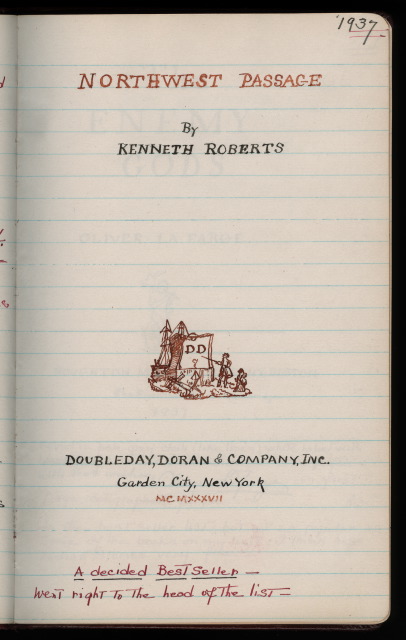 1937
NORTHWEST PASSAGE
By
KENNETH ROBERTS
DD
DOUBLEDAY, DORAN & COMPANY, INC.
Garden City, New York
MCMXXXVII
A decided Best Seller —
Went right to the head of the list =